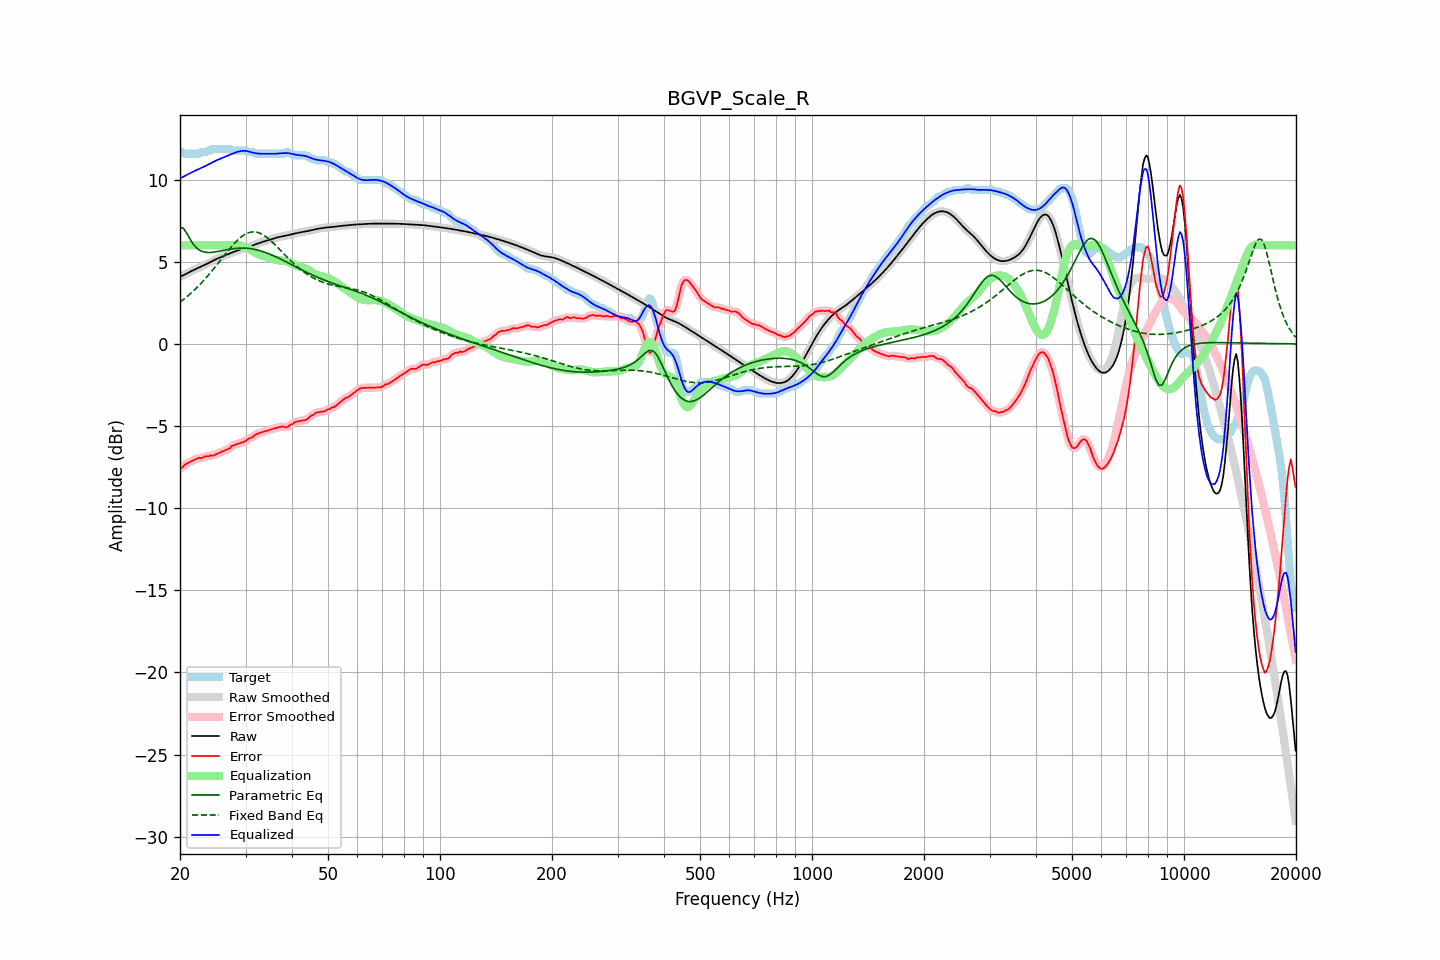 BGVP_Scale_R
10
5
0
−5
−10
−15
−20
−25
−30
Amplitude (dBr)
Target
Raw Smoothed
Error Smoothed
Raw
Error
Equalization
Parametric Eq
Fixed Band Eq
Equalized
20 50 100 200 500 1000 2000 5000 10000 20000
Frequency (Hz)